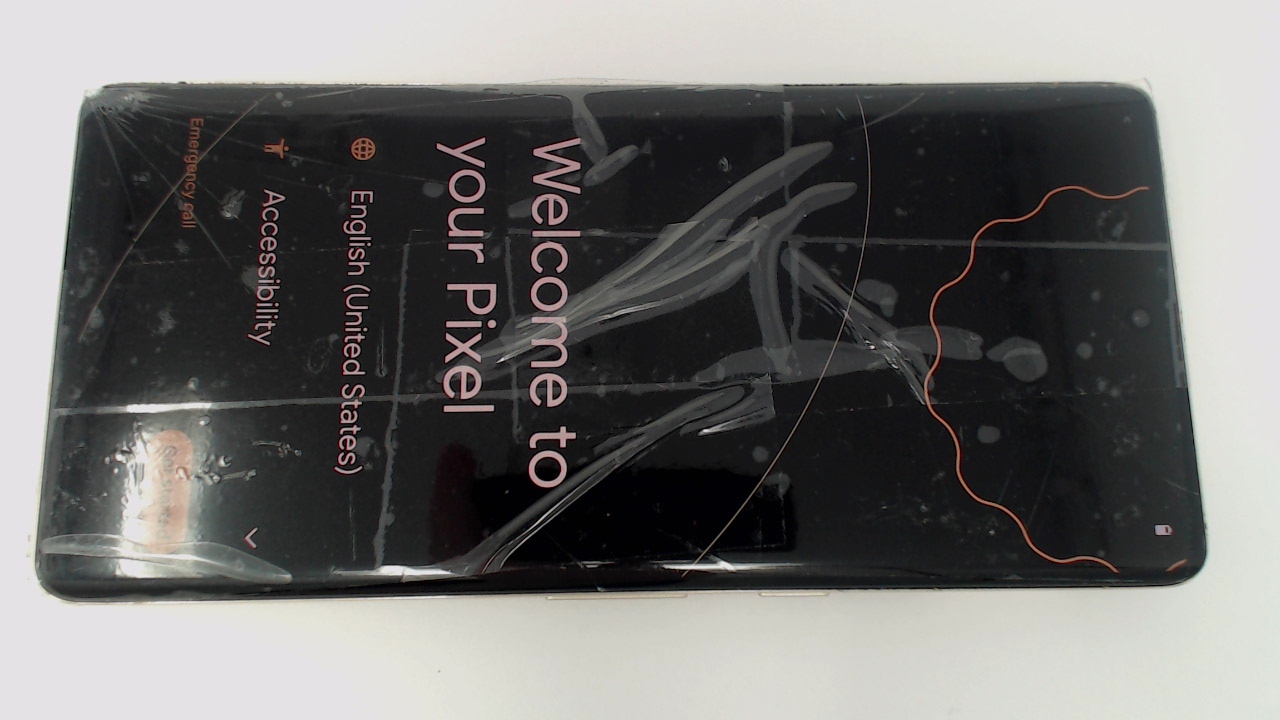 Welcome to
your Pixel
English (United States)
Accessibility
Emergency call